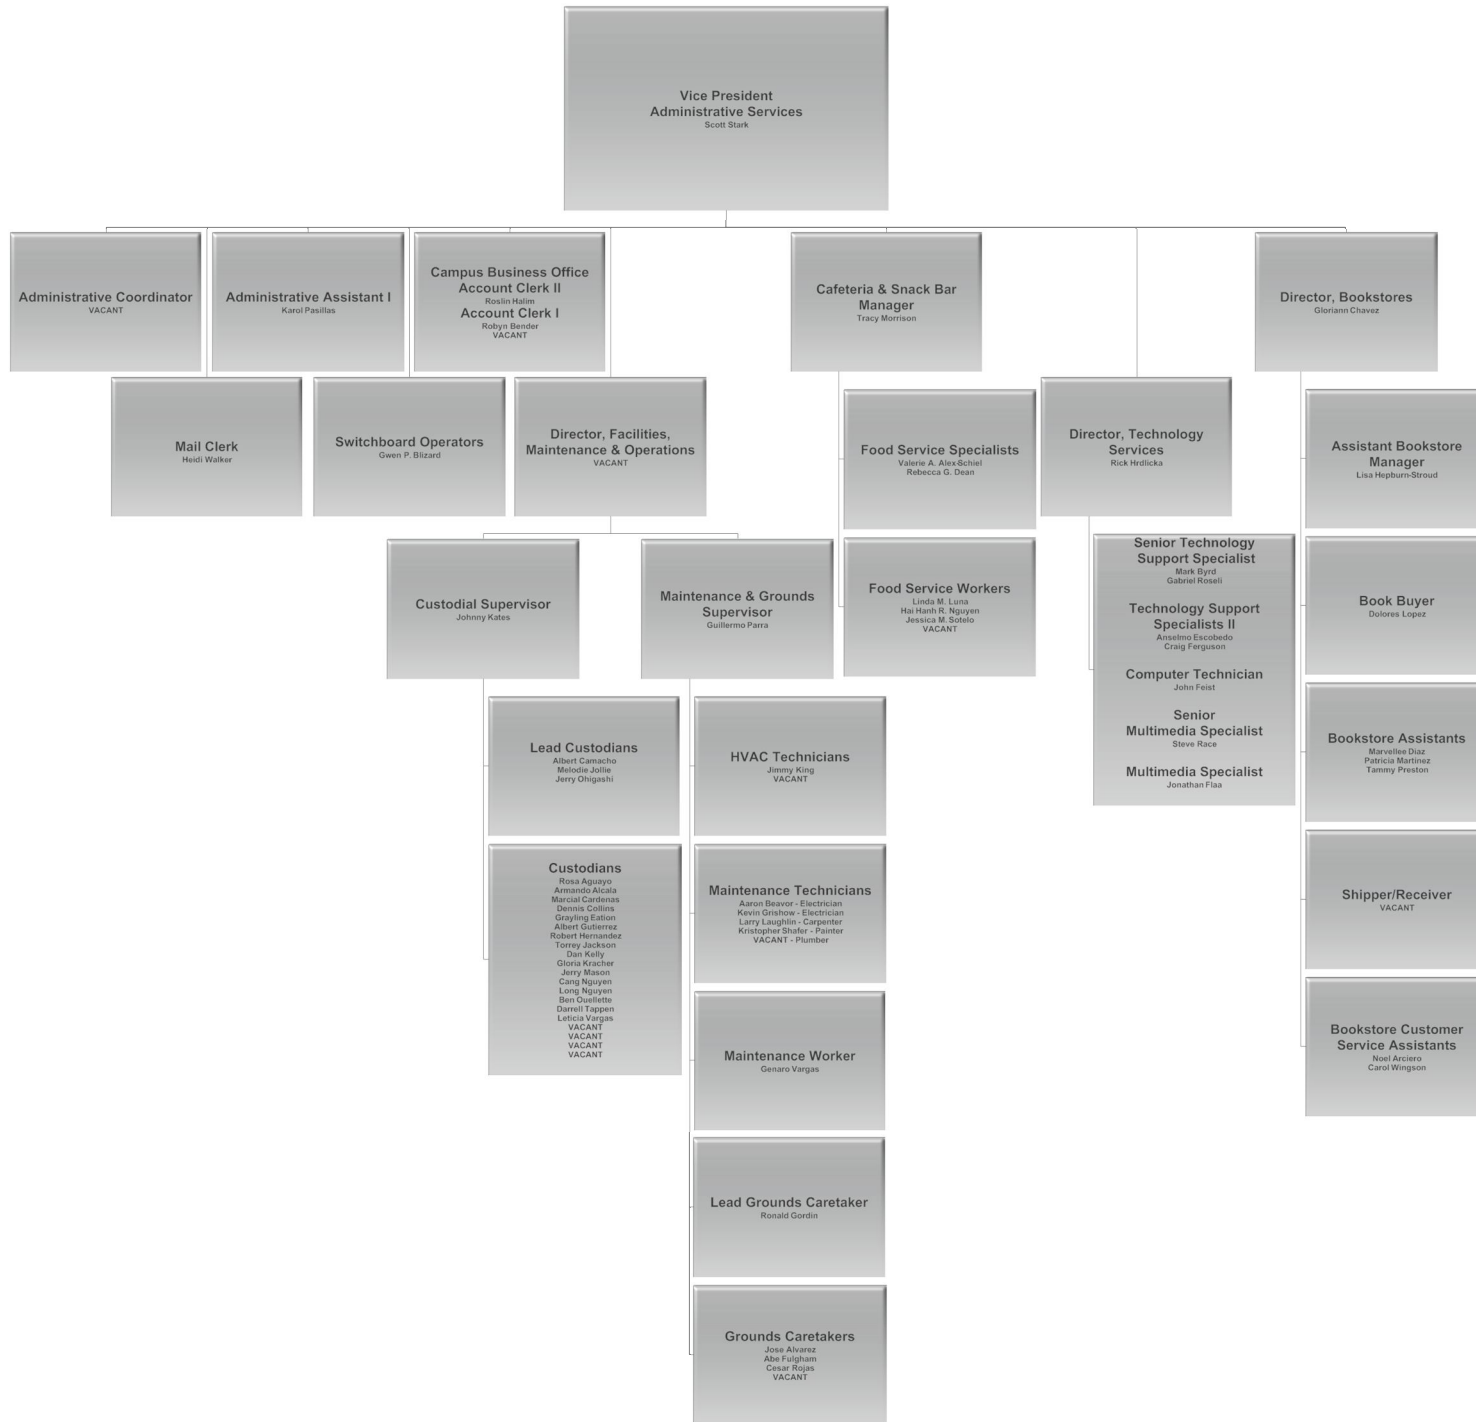 Vice President
Administrative Services
Scott Stark
Administrative Coordinator
VACANT
Administrative Assistant I
Karol Pasillas
Campus Business Office
Account Clerk II
Roslin Halim
Account Clerk I
Robyn Bender
VACANT
Cafeteria & Snack Bar
Manager
Tracy Morrison
Director, Bookstores
Gloriann Chavez
Mail Clerk
Heidi Walker
Switchboard Operators
Gwen P. Blizard
Director, Facilities,
Maintenance & Operations
VACANT
Food Service Specialists
Valerie A. Alex-Schiel
Rebecca G. Dean
Director, Technology
Services
Rick Hrdlicka
Assistant Bookstore
Manager
Lisa Hepburn-Stroud
Custodial Supervisor
Johnny Kates
Maintenance & Grounds
Supervisor
Guillermo Parra
Food Service Workers
Linda M. Luna
Hai Hanh R. Nguyen
Jessica M. Sotelo
VACANT
Senior Technology
Support Specialist
Mark Byrd
Gabriel Roseli
Technology Support
Specialists II
Anselmo Escobedo
Craig Ferguson
Computer Technician
John Feist
Senior
Multimedia Specialist
Steve Race
Multimedia Specialist
Jonathan Flaa
Book Buyer
Dolores Lopez
Lead Custodians
Albert Camacho
Melodie Jollie
Jerry Ohigashi
HVAC Technicians
Jimmy King
VACANT
Bookstore Assistants
Marvellee Diaz
Patricia Martinez
Tammy Preston
Custodians
Rosa Aguayo
Armando Alcala
Marcial Cardenas
Dennis Collins
Grayling Eation
Albert Gutierrez
Robert Hernandez
Torrey Jackson
Dan Kelly
Gloria Kracher
Jerry Mason
Cang Nguyen
Long Nguyen
Ben Ouellette
Darrell Tappen
Leticia Vargas
VACANT
VACANT
VACANT
VACANT
Maintenance Technicians
Aaron Beavor - Electrician
Kevin Grishow - Electrician
Larry Laughlin - Carpenter
Kristopher Shafer - Painter
VACANT - Plumber
Shipper/Receiver
VACANT
Maintenance Worker
Genaro Vargas
Bookstore Customer
Service Assistants
Noel Arciero
Carol Wingson
Lead Grounds Caretaker
Ronald Gordin
Grounds Caretakers
Jose Alvarez
Abe Fulgham
Cesar Rojas
VACANT